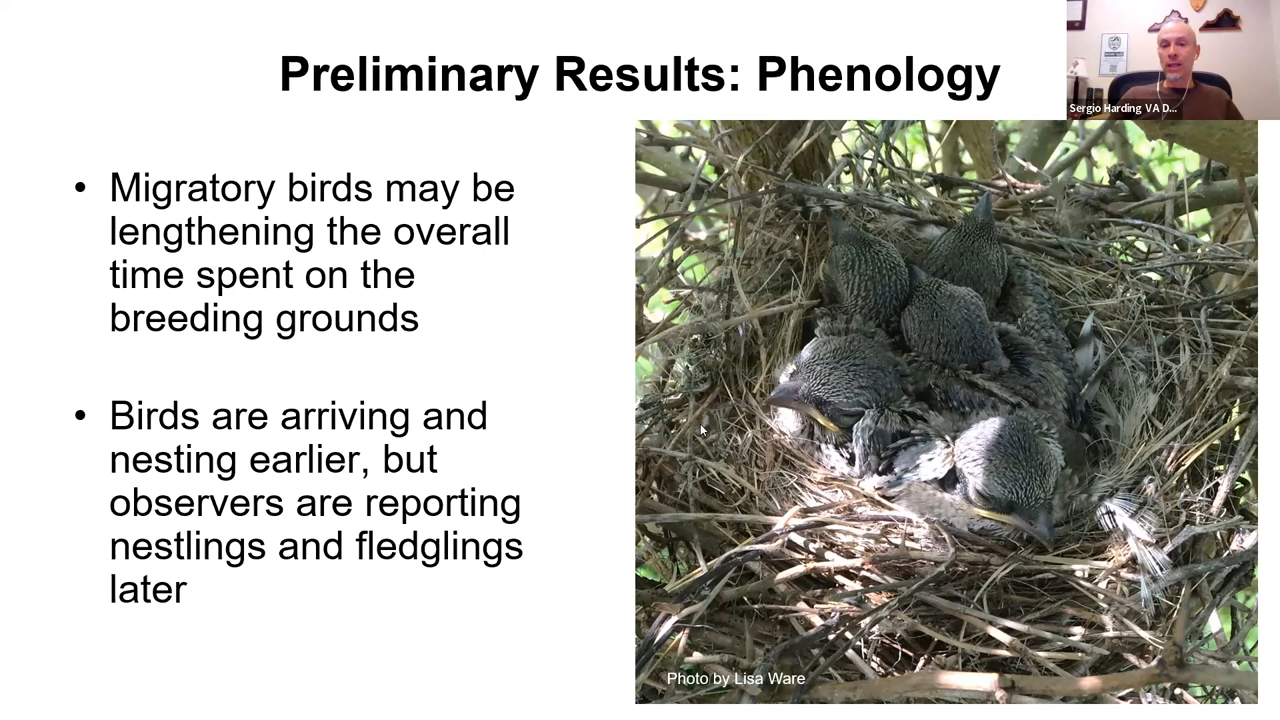 Preliminary Results: Phenology
Sergio Harding VA D...
• Migratory birds may be
lengthening the overall
time spent on the
breeding grounds
• Birds are arriving and
nesting earlier, but
observers are reporting
nestlings and fledglings
later
Photo by Lisa Ware